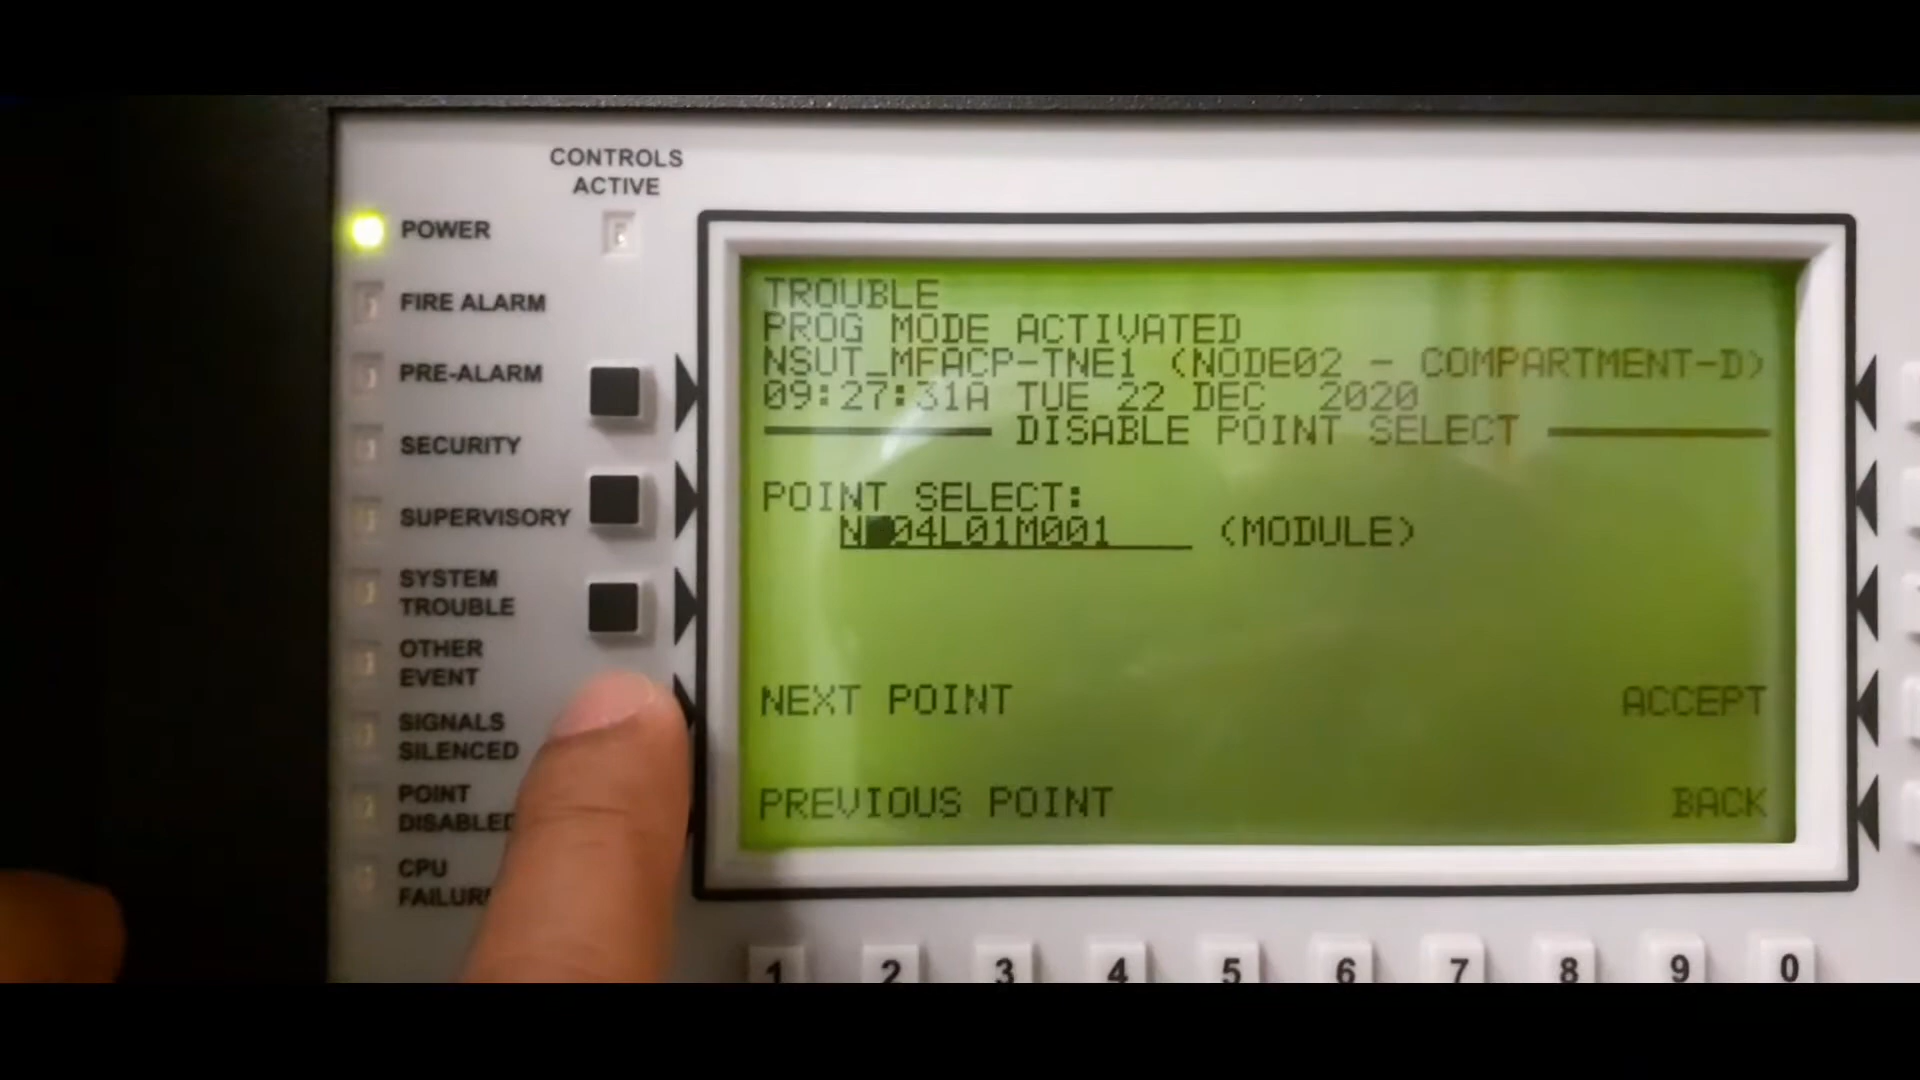 CONTROLS
ACTIVE
POWER
FIRE ALARM
PRE-ALARM
SECURITY
SUPERVISORY
SYSTEM
TROUBLE
OTHER
EVENT
SIGNALS
SILENCED
POINT
DISABLED
CPU
TROUBLE
PROG MODE ACTIVATED
NSUT_MFACP-TNE1 (NODE02 - COMPARTMENT-D)
09:27:31A TUE 22 DEC 2020
DISABLE POINT SELECT
POINT SELECT:
(MODULE)
NEXT POINT
ACCEPT
PREVIOUS POINT
BACK
1 2 3 4 5 6 7 8 9 0